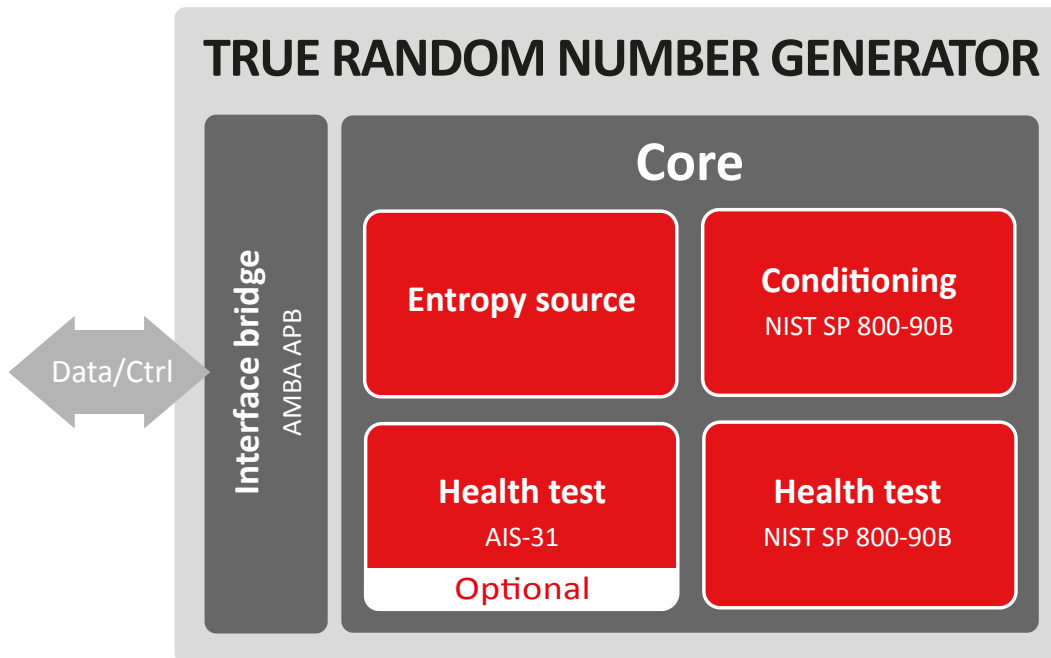 TRUE RANDOM NUMBER GENERATOR
Data/Ctrl
Interface bridge
AMBA APB
Core
Entropy source
Conditioning
NIST SP 800-90B
Health test
AIS-31
Optional
Health test
NIST SP 800-90B